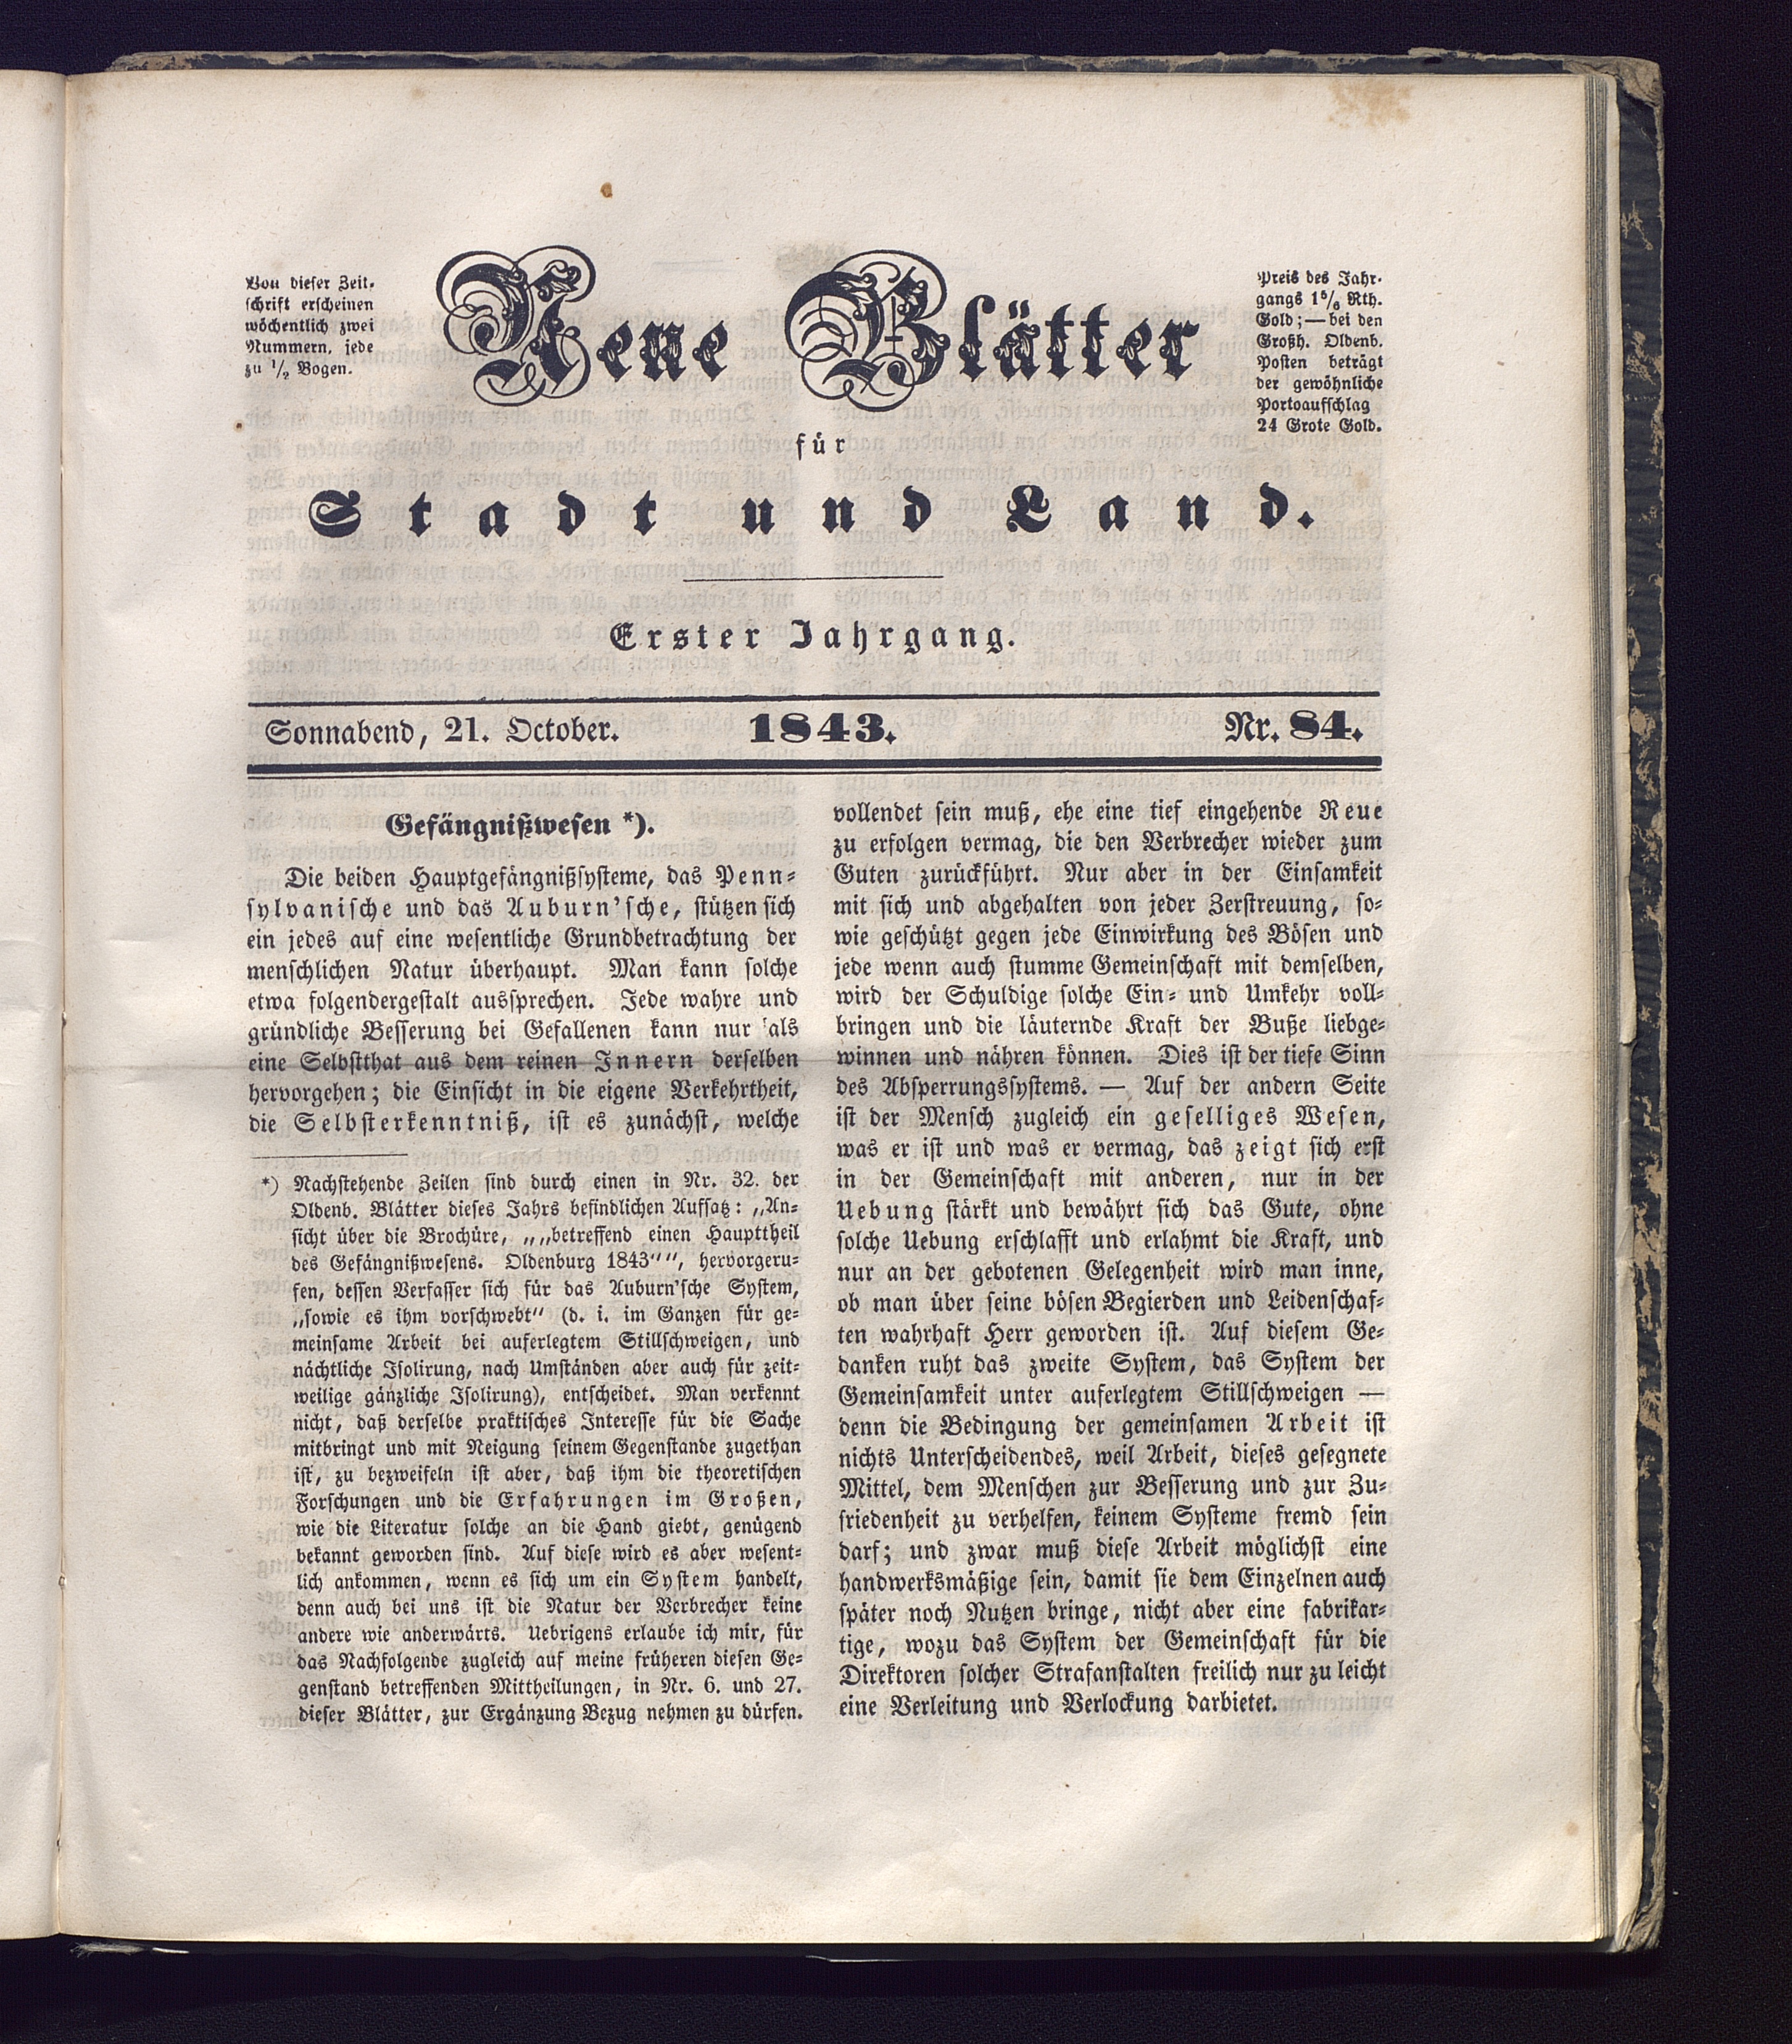 Von dieser Zeit-
schrift erscheinen
wöchentlich zwei
Nummern, jede
zu 1/2 Bogen.
Neue Blätter
für
Stadt und Land.
Preis des Jahr-
gangs 1 5/6 Rth.
Gold; — bei den
Großh. Oldenb.
Posten beträgt
der gewöhnliche
Portoaufschlag
24 Grote Gold.
Erster Jahrgang.
Sonnabend, 21. October. 1843. Nr. 84.
Gefängnißwesen *).
Die beiden Hauptgefängnißsysteme, das Penn-
sylvanische und das Auburn'sche, stützen sich
ein jedes auf eine wesentliche Grundbetrachtung der
menschlichen Natur überhaupt. Man kann solche
etwa folgendergestalt aussprechen. Jede wahre und
gründliche Besserung bei Gefallenen kann nur als
eine Selbstthat aus dem reinen Innern derselben
hervorgehen; die Einsicht in die eigene Verkehrtheit,
die Selbsterkenntniß, ist es zunächst, welche
*) Nachstehende Zeilen sind durch einen in Nr. 32. der
Oldenb. Blätter dieses Jahrs befindlichen Aufsatz: „An-
sicht über die Brochüre, „„betreffend einen Haupttheil
des Gefängnißwesens. Oldenburg 1843““, hervorgeru-
fen, dessen Verfasser sich für das Auburn'sche System,
„sowie es ihm vorschwebt“ (d. i. im Ganzen für ge-
meinsame Arbeit bei auferlegtem Stillschweigen, und
nächtliche Isolirung, nach Umständen aber auch für zeit-
weilige gänzliche Isolirung), entscheidet. Man verkennt
nicht, daß derselbe praktisches Interesse für die Sache
mitbringt und mit Neigung seinem Gegenstande zugethan
ist, zu bezweifeln ist aber, daß ihm die theoretischen
Forschungen und die Erfahrungen im Großen,
wie die Literatur solche an die Hand giebt, genügend
bekannt geworden sind. Auf diese wird es aber wesent-
lich ankommen, wenn es sich um ein System handelt,
denn auch bei uns ist die Natur der Verbrecher keine
andere wie anderwärts. Uebrigens erlaube ich mir, für
das Nachfolgende zugleich auf meine früheren diesen Ge-
genstand betreffenden Mittheilungen, in Nr. 6. und 27.
dieser Blätter, zur Ergänzung Bezug nehmen zu dürfen.
vollendet sein muß, ehe eine tief eingehende Reue
zu erfolgen vermag, die den Verbrecher wieder zum
Guten zurückführt. Nur aber in der Einsamkeit
mit sich und abgehalten von jeder Zerstreuung, so-
wie geschützt gegen jede Einwirkung des Bösen und
jede wenn auch stumme Gemeinschaft mit demselben,
wird der Schuldige solche Ein- und Umkehr voll-
bringen und die läuternde Kraft der Buße liebge-
winnen und nähren können. Dies ist der tiefe Sinn
des Absperrungssystems. — Auf der andern Seite
ist der Mensch zugleich ein geselliges Wesen,
was er ist und was er vermag, das zeigt sich erst
in der Gemeinschaft mit anderen, nur in der
Uebung stärkt und bewährt sich das Gute, ohne
solche Uebung erschlafft und erlahmt die Kraft, und
nur an der gebotenen Gelegenheit wird man inne,
ob man über seine bösen Begierden und Leidenschaf-
ten wahrhaft Herr geworden ist. Auf diesem Ge-
danken ruht das zweite System, das System der
Gemeinsamkeit unter auferlegtem Stillschweigen —
denn die Bedingung der gemeinsamen Arbeit ist
nichts Unterscheidendes, weil Arbeit, dieses gesegnete
Mittel, dem Menschen zur Besserung und zur Zu-
friedenheit zu verhelfen, keinem Systeme fremd sein
darf; und zwar muß diese Arbeit möglichst eine
handwerksmäßige sein, damit sie dem Einzelnen auch
später noch Nutzen bringe, nicht aber eine fabrikar-
tige, wozu das System der Gemeinschaft für die
Direktoren solcher Strafanstalten freilich nur zu leicht
eine Verleitung und Verlockung darbietet.